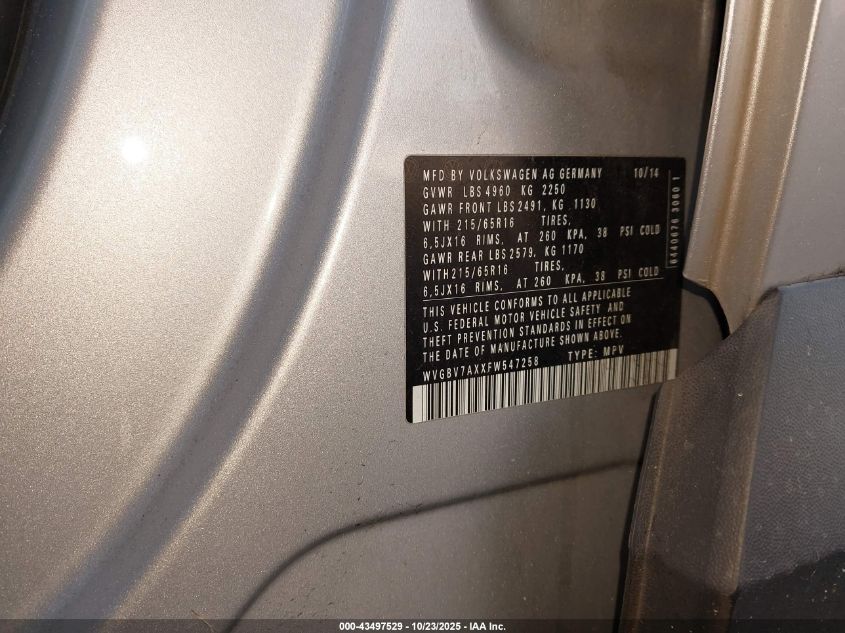 MFD BY VOLKSWAGEN AG GERMANY 10/14
GVWR LBS 4960 KG 2250
GAWR FRONT LBS 2491, KG 1130
WITH 215/65R16 TIRES,
6,5JX16 RIMS, AT 260 KPA, 38 PSI COLD
GAWR REAR LBS 2579, KG 1170
WITH 215/65R16 TIRES,
6,5JX16 RIMS, AT 260 KPA, 38 PSI COLD
THIS VEHICLE CONFORMS TO ALL APPLICABLE
U.S. FEDERAL MOTOR VEHICLE SAFETY AND
THEFT PREVENTION STANDARDS IN EFFECT ON
THE DATE OF MANUFACTURE SHOWN ABOVE.
WVGBV7AXXFW547258 TYPE: MPV
6440676 3060 1
000-43497529 - 10/23/2025 - IAA Inc.